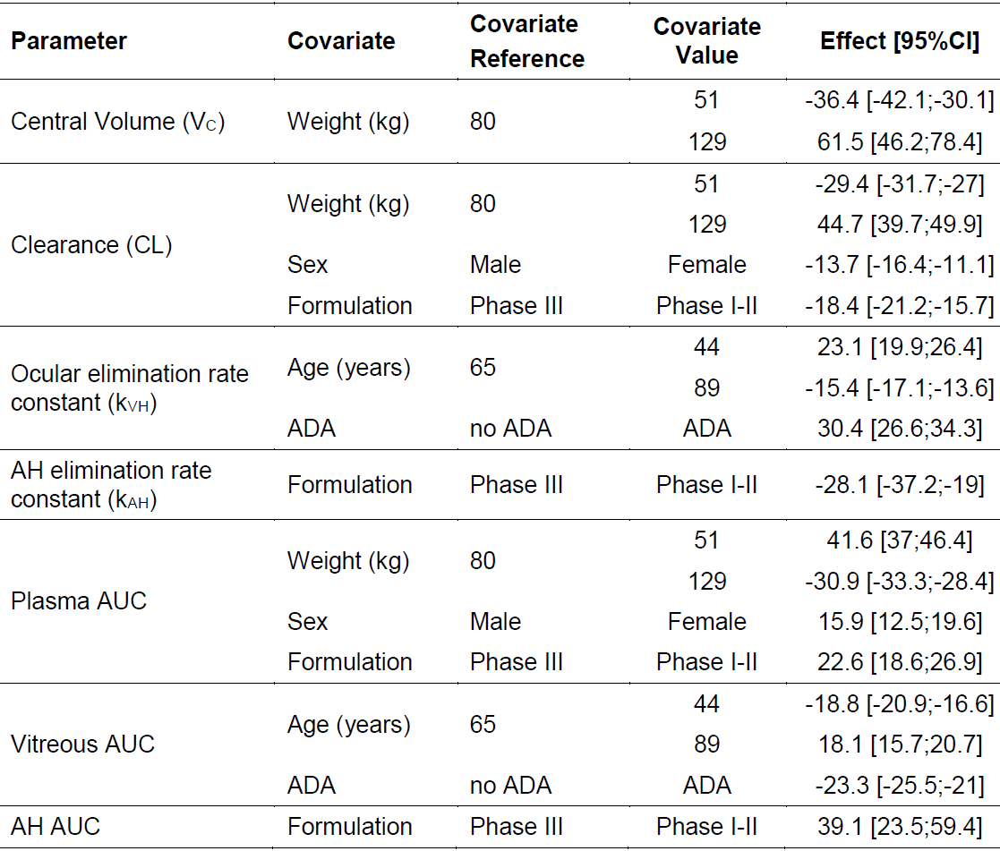 Parameter Covariate Covariate Reference Covariate Value Effect [95%CI]
Central Volume (VC) Weight (kg) 80 51 -36.4 [-42.1;-30.1]
129 61.5 [46.2;78.4]
Clearance (CL) Weight (kg) 80 51 -29.4 [-31.7;-27]
129 44.7 [39.7;49.9]
Sex Male Female -13.7 [-16.4;-11.1]
Formulation Phase III Phase I-II -18.4 [-21.2;-15.7]
Ocular elimination rate constant (kVH) Age (years) 65 44 23.1 [19.9;26.4]
89 -15.4 [-17.1;-13.6]
ADA no ADA ADA 30.4 [26.6;34.3]
AH elimination rate constant (kAH) Formulation Phase III Phase I-II -28.1 [-37.2;-19]
Plasma AUC Weight (kg) 80 51 41.6 [37;46.4]
129 -30.9 [-33.3;-28.4]
Sex Male Female 15.9 [12.5;19.6]
Formulation Phase III Phase I-II 22.6 [18.6;26.9]
Vitreous AUC Age (years) 65 44 -18.8 [-20.9;-16.6]
89 18.1 [15.7;20.7]
ADA no ADA ADA -23.3 [-25.5;-21]
AH AUC Formulation Phase III Phase I-II 39.1 [23.5;59.4]